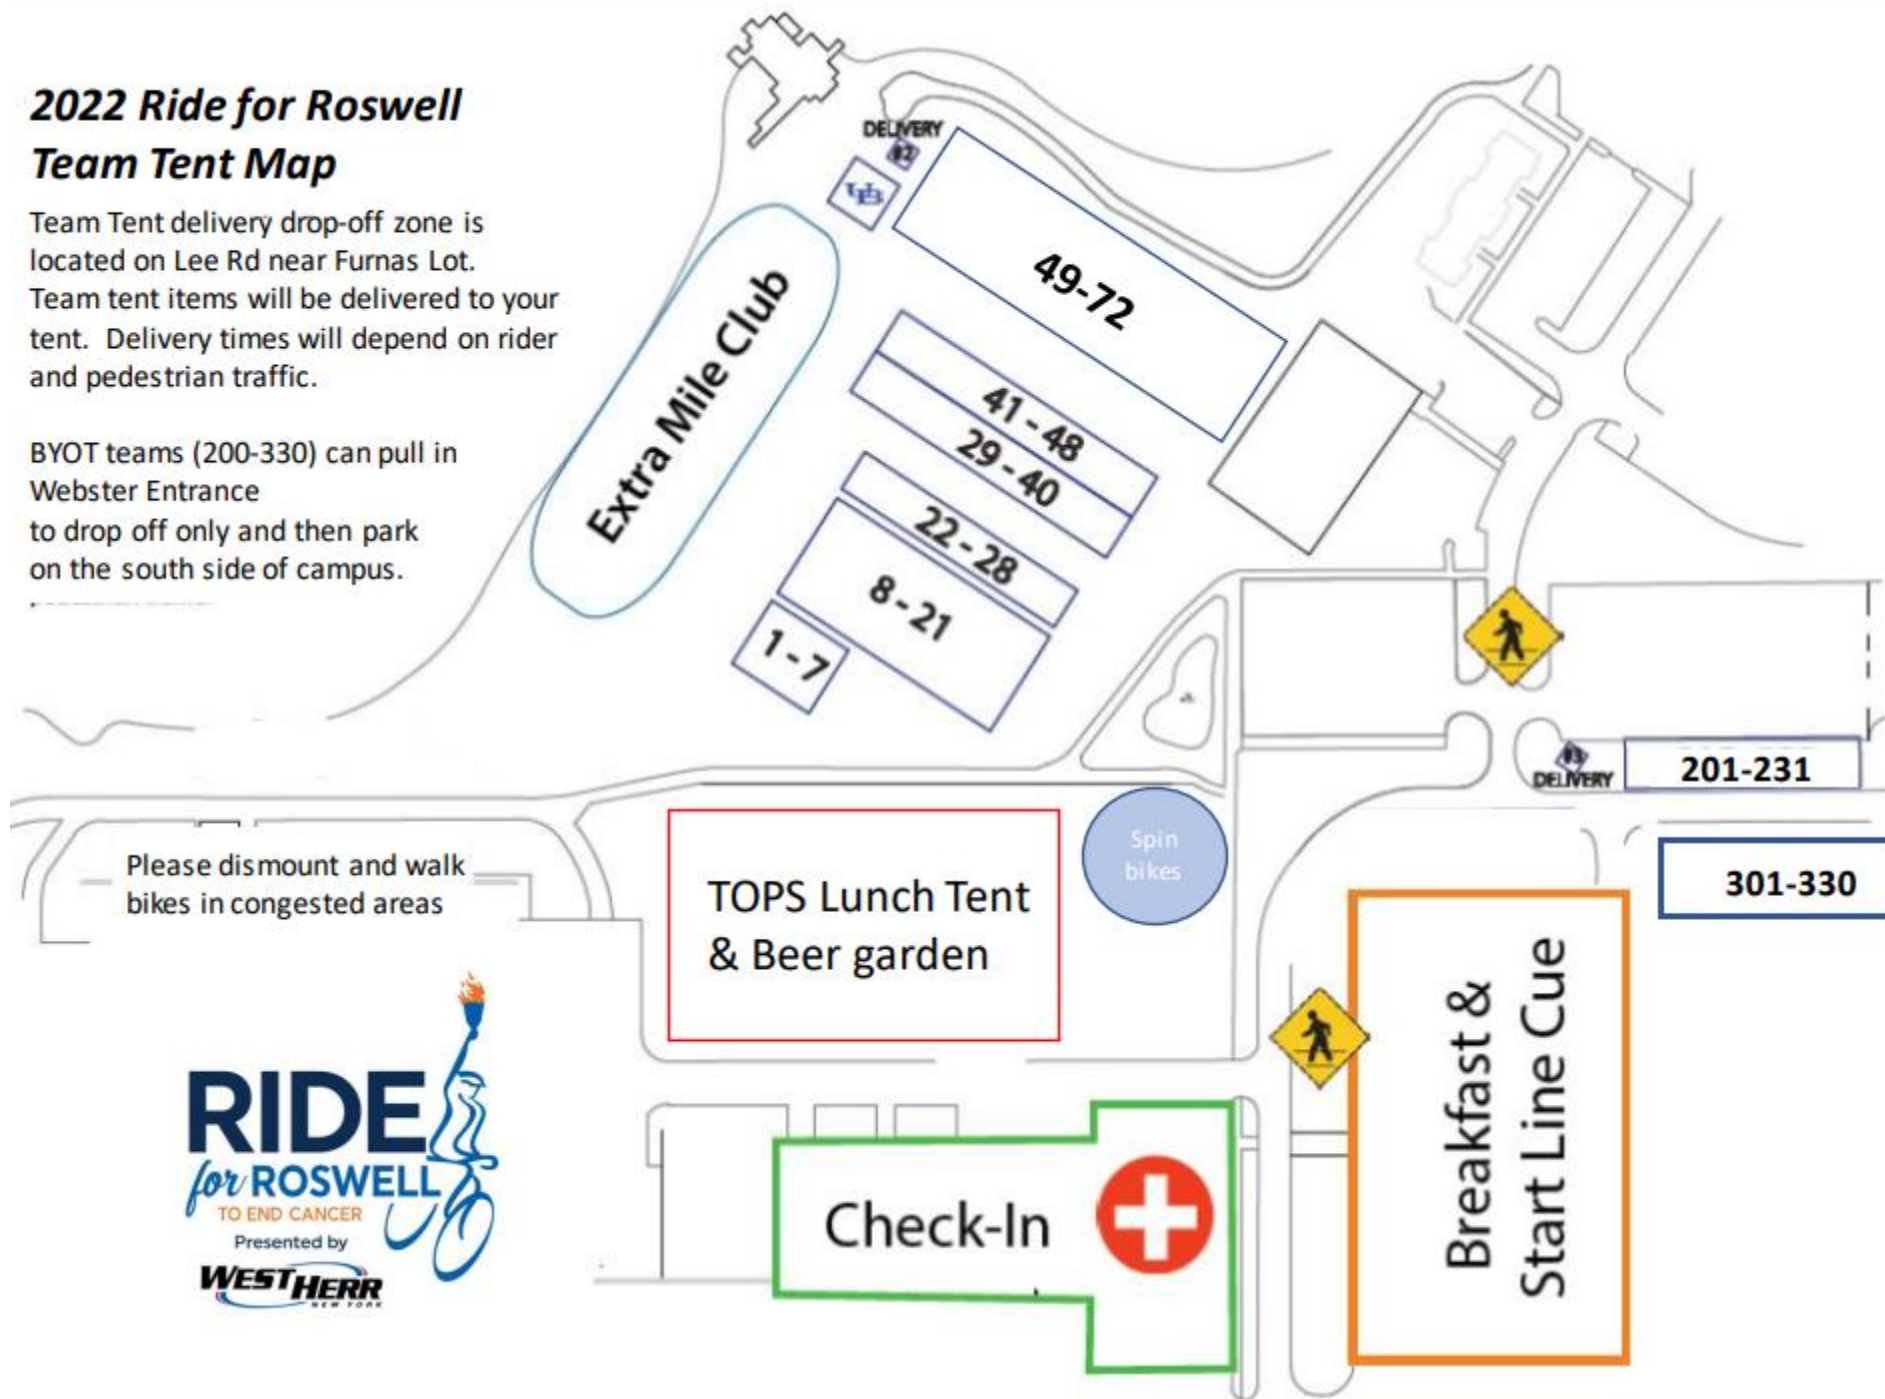 2022 Ride for Roswell
Team Tent Map
Team Tent delivery drop-off zone is
located on Lee Rd near Furnas Lot.
Team tent items will be delivered to your
tent.  Delivery times will depend on rider
and pedestrian traffic.
BYOT teams (200-330) can pull in
Webster Entrance
to drop off only and then park
on the south side of campus.
DELIVERY
#2
UB
49-72
Extra Mile Club
41 - 48
29 - 40
22 - 28
8 - 21
1 - 7
#3
DELIVERY
201-231
301-330
Spin
bikes
Please dismount and walk
bikes in congested areas
TOPS Lunch Tent
& Beer garden
Breakfast &
Start Line Cue
Check-In
RIDE
for ROSWELL
TO END CANCER
Presented by
WEST HERR
NEW YORK